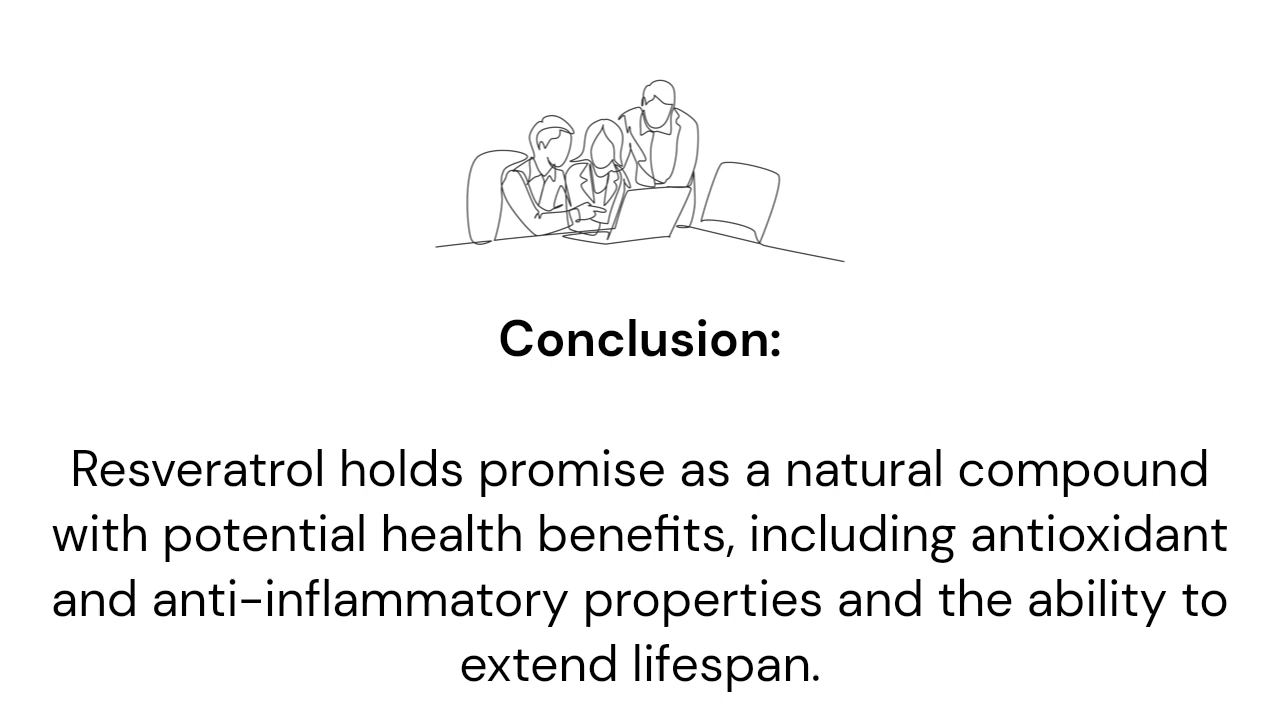 Conclusion:
Resveratrol holds promise as a natural compound
with potential health benefits, including antioxidant
and anti-inflammatory properties and the ability to
extend lifespan.